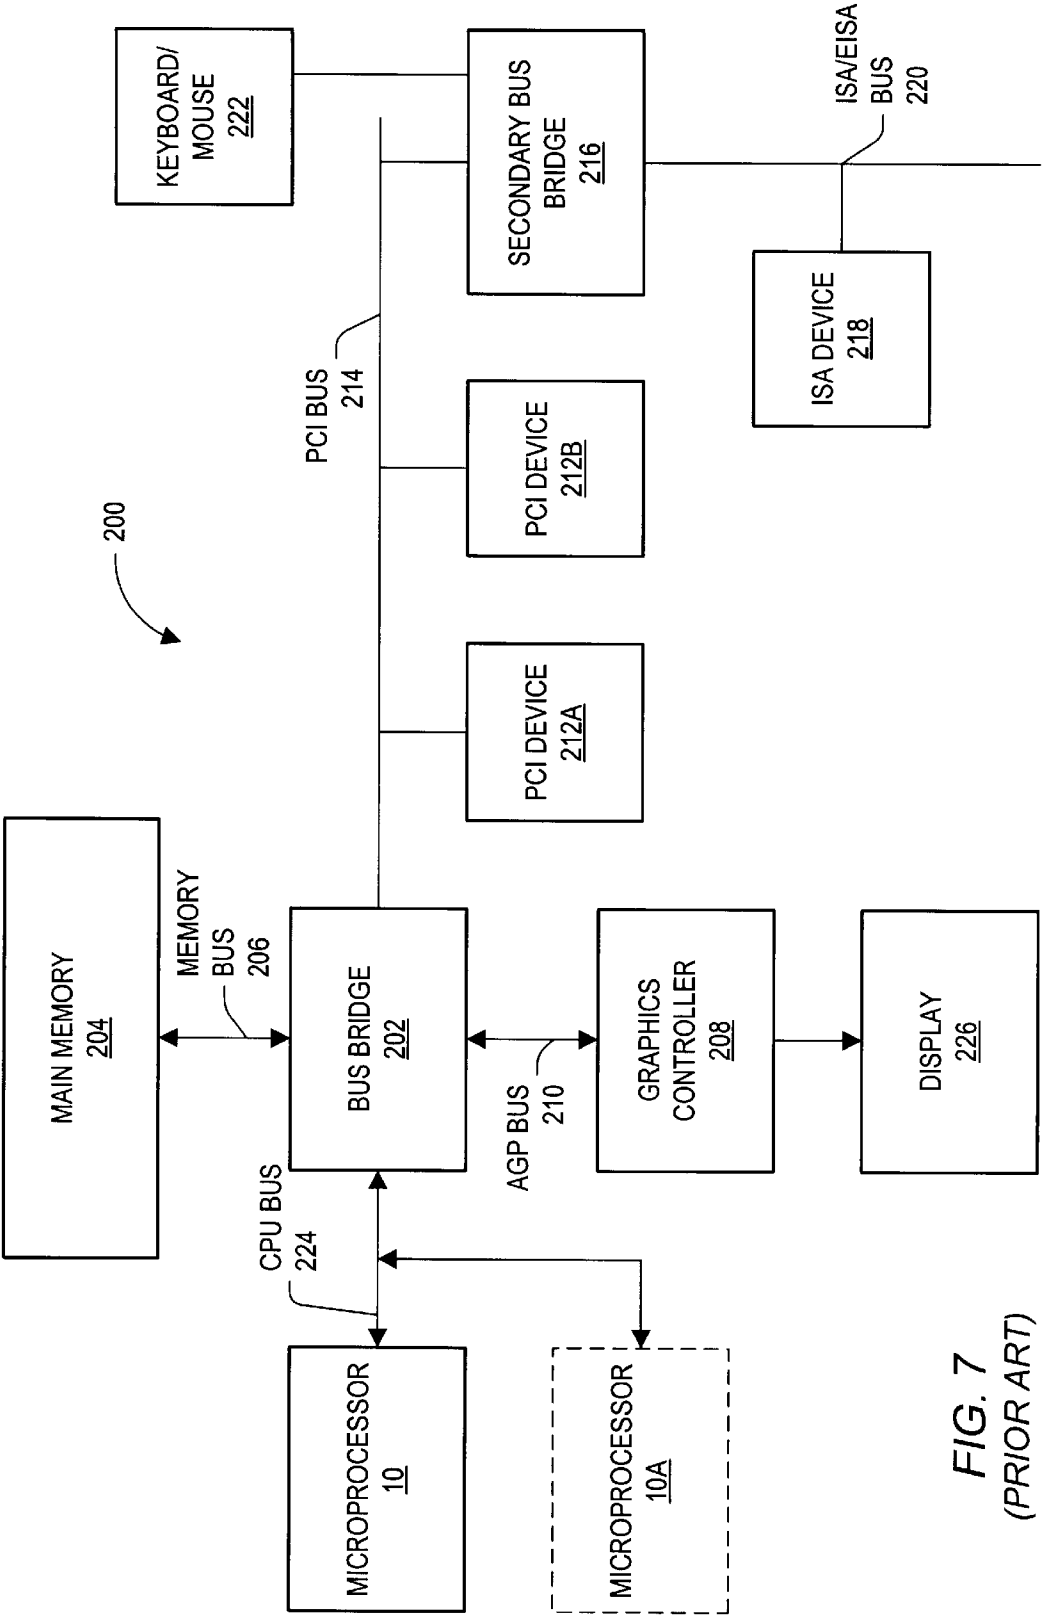 200
MAIN MEMORY
204
MEMORY
BUS
206
KEYBOARD/
MOUSE
222
CPU BUS
224
PCI BUS
214
MICROPROCESSOR
10
BUS BRIDGE
202
AGP BUS
210
PCI DEVICE
212A
PCI DEVICE
212B
SECONDARY BUS
BRIDGE
216
MICROPROCESSOR
10A
GRAPHICS
CONTROLLER
208
ISA DEVICE
218
ISA/EISA
BUS
220
DISPLAY
226
FIG. 7
(PRIOR ART)